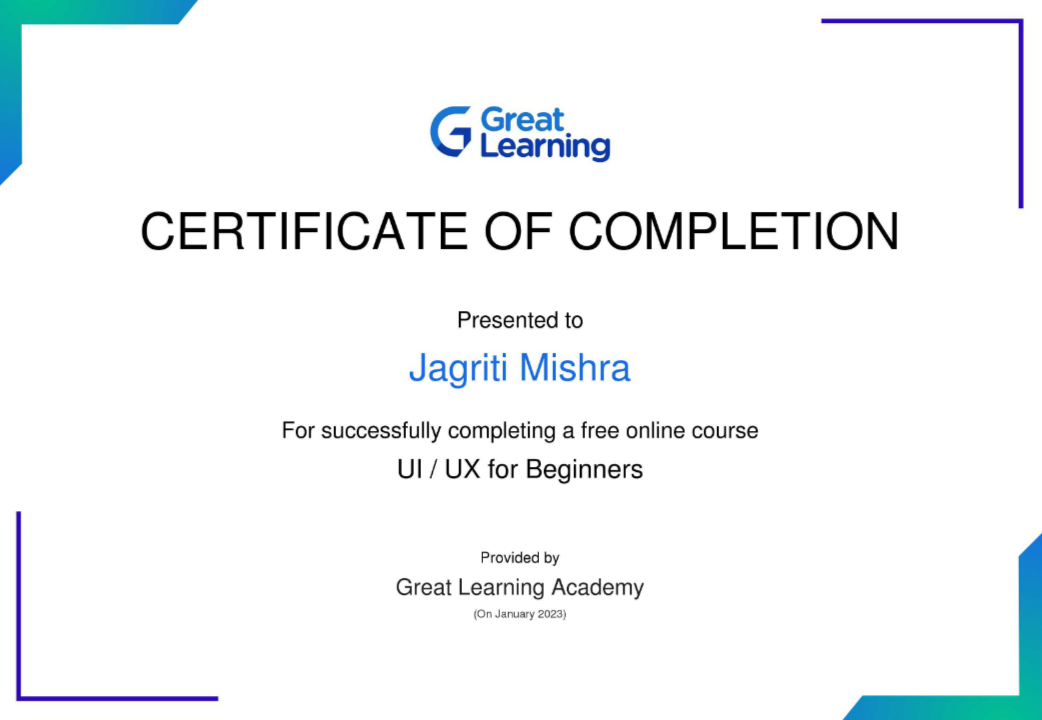 Great
Learning
CERTIFICATE OF COMPLETION
Presented to
Jagriti Mishra
For successfully completing a free online course
UI / UX for Beginners
Provided by
Great Learning Academy
(On January 2023)